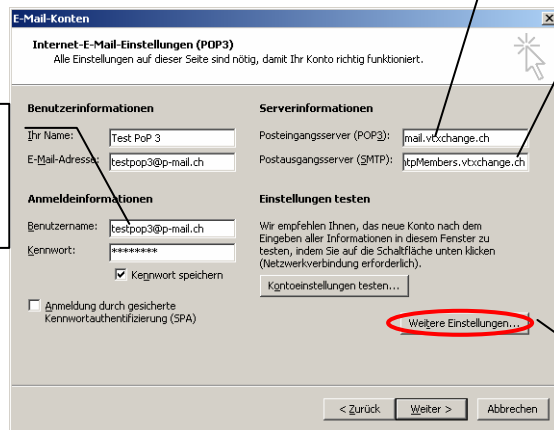 E-Mail-Konten
Internet-E-Mail-Einstellungen (POP3)
Alle Einstellungen auf dieser Seite sind nötig, damit Ihr Konto richtig funktioniert.
Benutzerinformationen
Ihr Name: Test PoP 3
E-Mail-Adresse: testpop3@p-mail.ch
Serverinformationen
Posteingangsserver (POP3): mail.vtxchange.ch
Postausgangsserver (SMTP): tpMembers.vtxchange.ch
Anmeldeinformationen
Benutzername: testpop3@p-mail.ch
Kennwort: ********
Kennwort speichern
Anmeldung durch gesicherte
Kennwortauthentifizierung (SPA)
Einstellungen testen
Wir empfehlen Ihnen, das neue Konto nach dem
Eingeben aller Informationen in diesem Fenster zu
testen, indem Sie auf die Schaltfläche unten klicken
(Netzwerkverbindung erforderlich).
Kontoeinstellungen testen...
Weitere Einstellungen...
< Zurück
Weiter >
Abbrechen